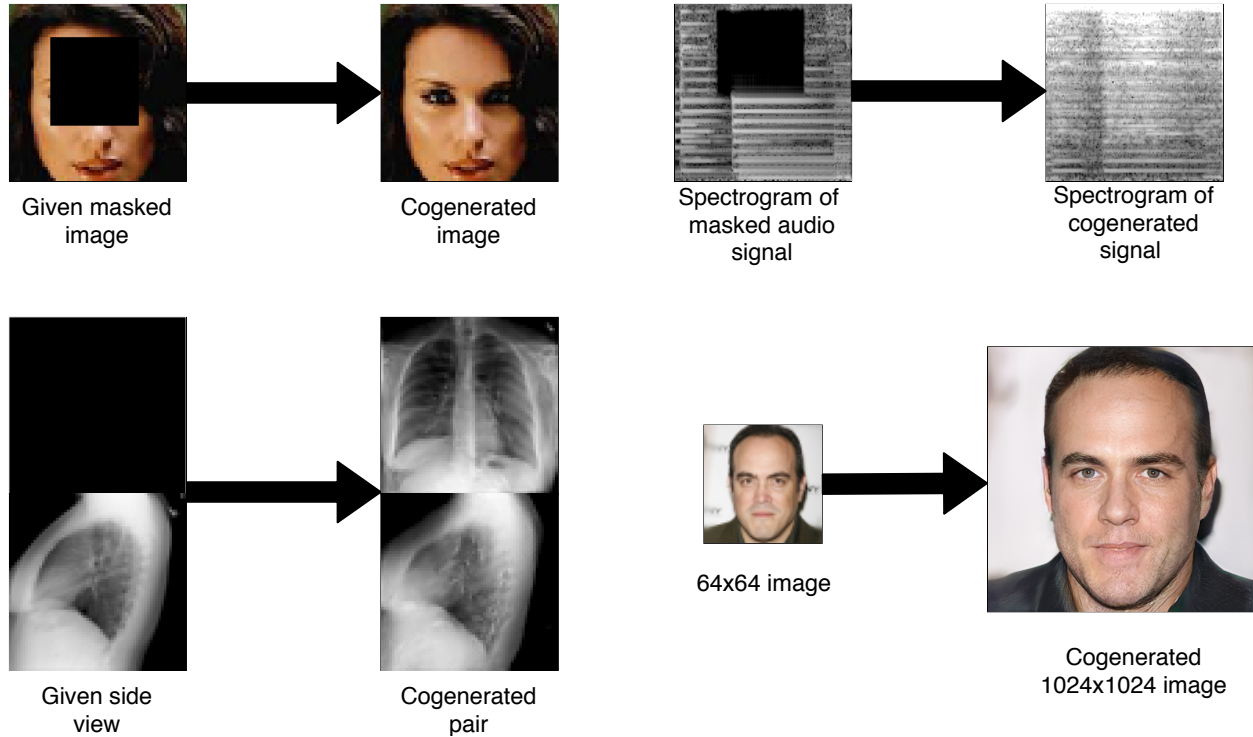 Given masked
image
Cogenerated
image
Spectrogram of
masked audio
signal
Spectrogram of
cogenerated
signal
Given side
view
Cogenerated
pair
64x64 image
Cogenerated
1024x1024 image